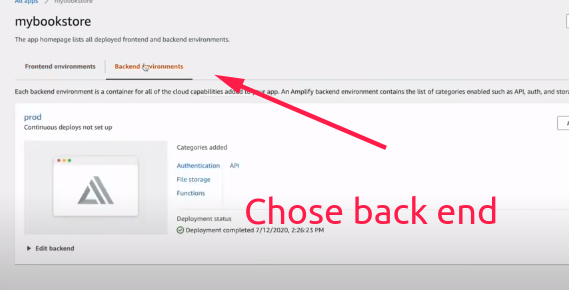 All apps > mybookstore
mybookstore
The app homepage lists all deployed frontend and backend environments.
Frontend environments Backend environments
Each backend environment is a container for all of the cloud capabilities added to your app. An Amplify backend environment contains the list of categories enabled such as API, auth, and
prod
Continuous deploys not set up
Categories added
Authentication API
File storage
Functions
Chose back end
Deployment status
Deployment completed 7/12/2020, 2:26:23 PM
Edit backend